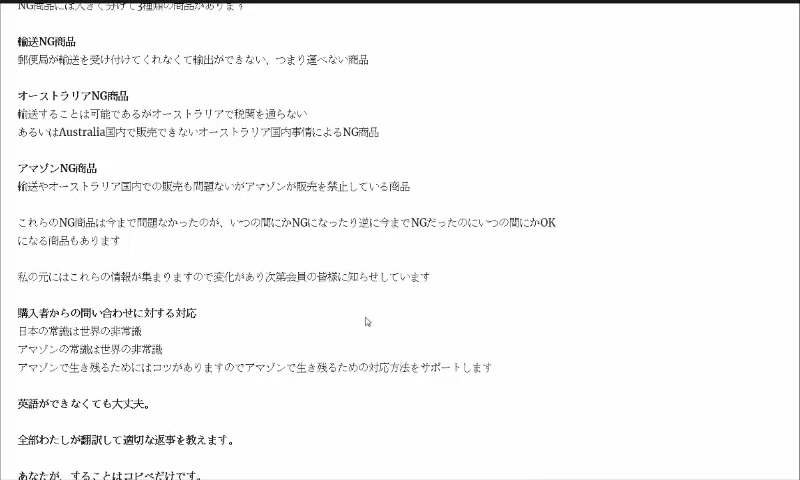 NG商品には大きく分けて3種類の商品があります
輸送NG商品
郵便局が輸送を受け付けてくれなくて輸出ができない、つまり運べない商品
オーストラリアNG商品
輸送することは可能であるがオーストラリアで税関を通らない
あるいはAustralia国内で販売できないオーストラリア国内事情によるNG商品
アマゾンNG商品
輸送やオーストラリア国内での販売も問題ないがアマゾンが販売を禁止している商品
これらのNG商品は今まで問題なかったのが、いつの間にかNGになったり逆に今までNGだったのにいつの間にかOK
になる商品もあります
私の元にはこれらの情報が集まりますので変化があり次第会員の皆様に知らせしています
購入者からの問い合わせに対する対応
日本の常識は世界の非常識
アマゾンの常識は世界の非常識
アマゾンで生き残るためにはコツがありますのでアマゾンで生き残るための対応方法をサポートします
英語ができなくても大丈夫。
全部わたしが翻訳して適切な返事を教えます。
あなたが、することはコピペだけです。